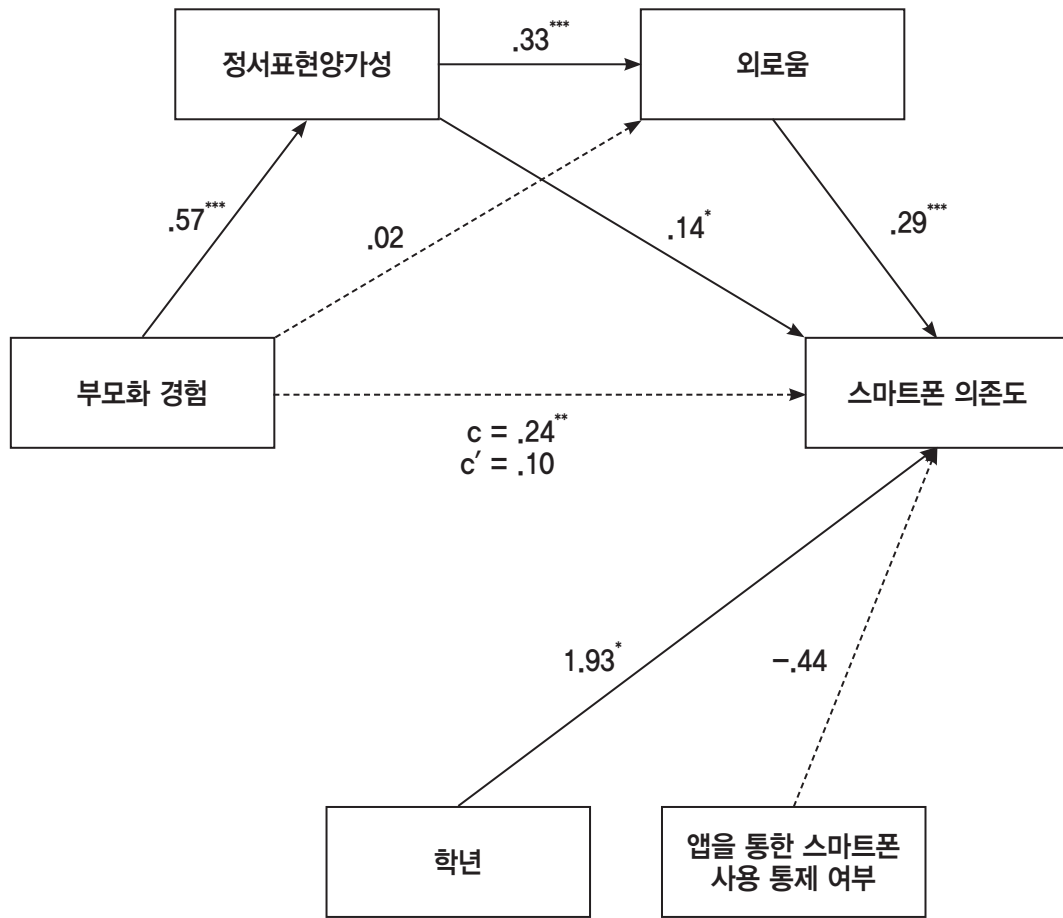 정서표현양가성
.33***
외로움
.57***
.02
.14*
.29***
부모화 경험
스마트폰 의존도
c = .24**
c′ = .10
1.93*
-.44
학년
앱을 통한 스마트폰
사용 통제 여부